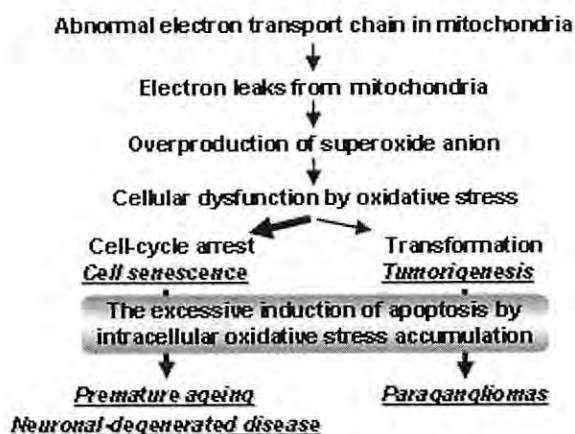 Abnormal electron transport chain in mitochondria
Electron leaks from mitochondria
Overproduction of superoxide anion
Cellular dysfunction by oxidative stress
Cell-cycle arrest
Cell senescence
Transformation
Tumorigenesis
The excessive induction of apoptosis by
intracellular oxidative stress accumulation
Premature ageing
Neuronal-degenerated disease
Paragangliomas